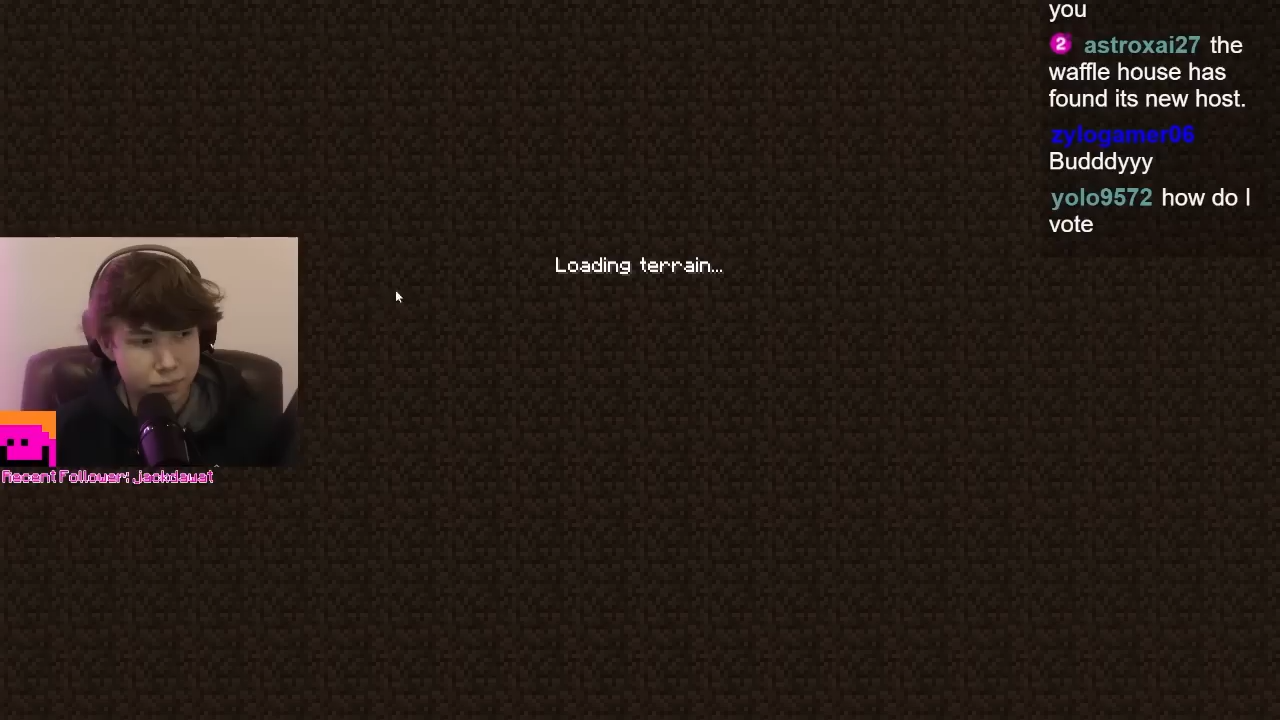 you
2 astroxai27 the
waffle house has
found its new host.
zylogamer06
Budddyyy
yolo9572 how do I
vote
Loading terrain...
Recent Follower: jackdawat